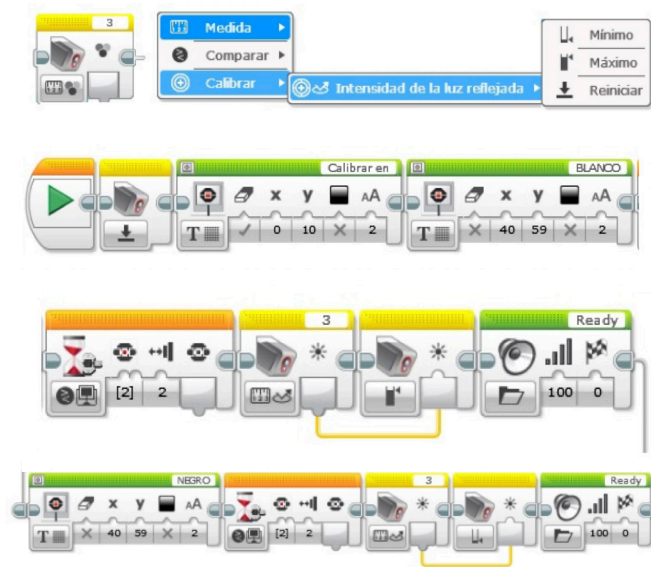 3
Medida
Comparar
Calibrar
Intensidad de la luz reflejada
Mínimo
Máximo
Reiniciar
Calibrar en
BLANCO
x y AA x y AA
T 0 10 2 T 40 59 2
3
Ready
[2] 2 100 0
NEGRO
3
Ready
x y AA
T 40 59 2 [2] 2 100 0